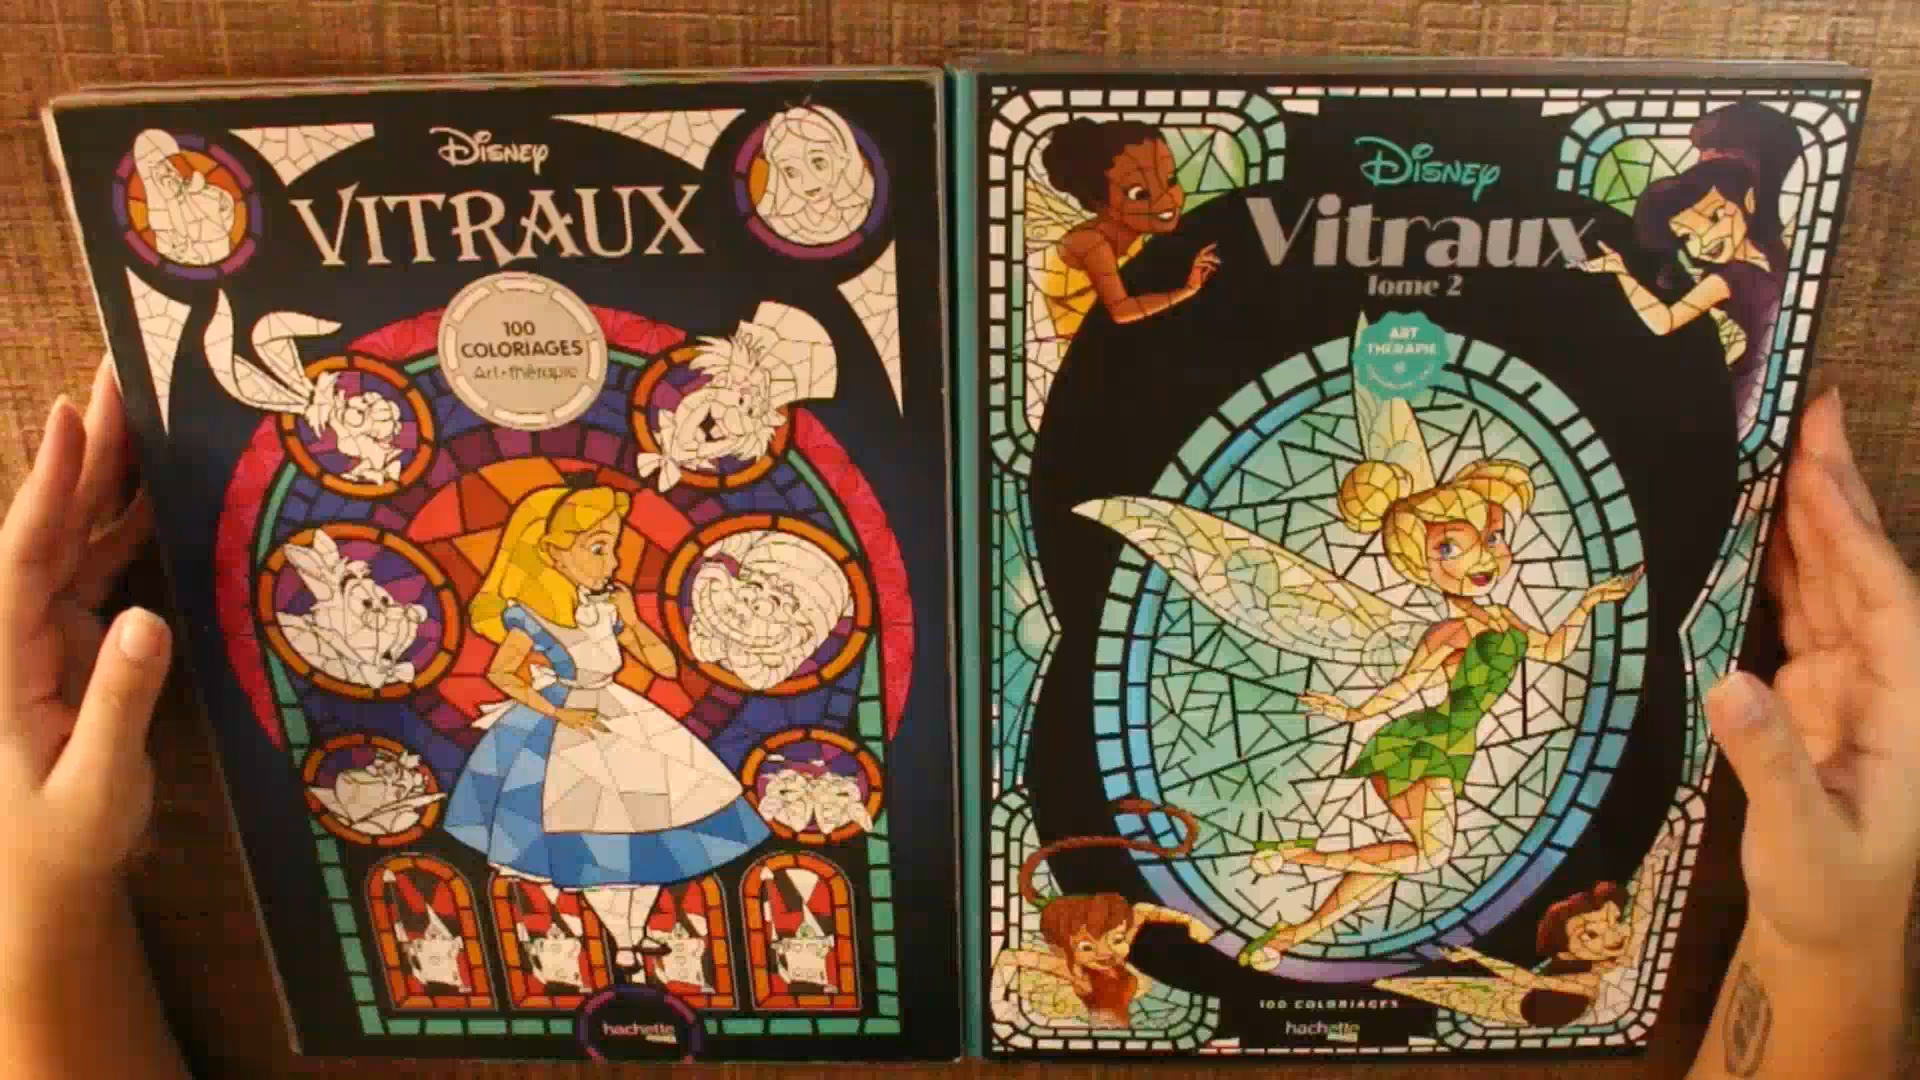 Disney
VITRAUX
100
COLORIAGES
Art-thérapie
hachette
Disney
Vitraux
Tome 2
ART
THÉRAPIE
100 COLORIAGES
hachette